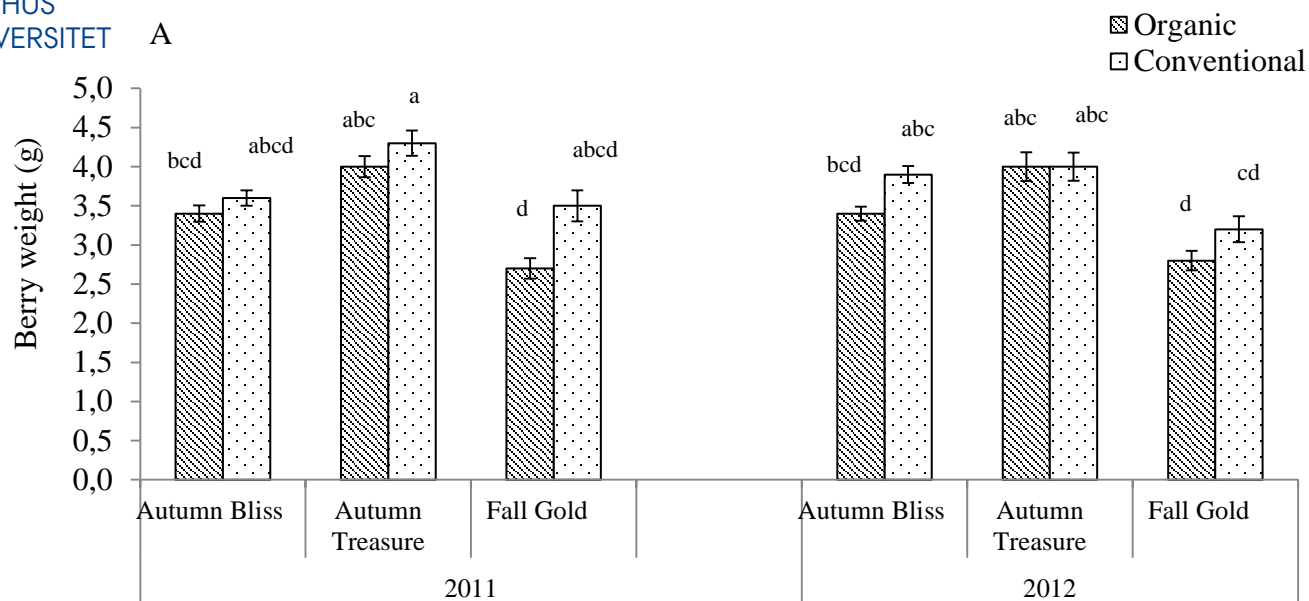 HUS
VERSITET
A
Organic
Conventional
Berry weight (g)
5,0
4,5
4,0
3,5
3,0
2,5
2,0
1,5
1,0
0,5
0,0
bcd
abcd
abc
a
d
abcd
bcd
abc
abc
abc
d
cd
Autumn Bliss
Autumn
Treasure
Fall Gold
Autumn Bliss
Autumn
Treasure
Fall Gold
2011
2012